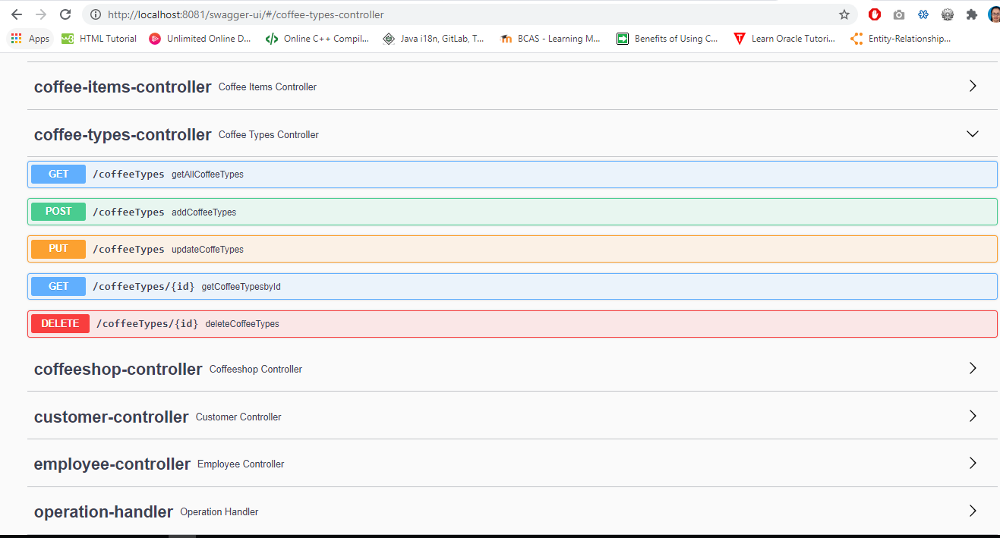 http://localhost:8081/swagger-ui/#/coffee-types-controller
Apps HTML Tutorial Unlimited Online D... Online C++ Compil... Java i18n, GitLab, T... BCAS - Learning M... Benefits of Using C... Learn Oracle Tutori... Entity-Relationship...
coffee-items-controller Coffee Items Controller
coffee-types-controller Coffee Types Controller
GET /coffeeTypes getAllCoffeeTypes
POST /coffeeTypes addCoffeeTypes
PUT /coffeeTypes updateCoffeTypes
GET /coffeeTypes/{id} getCoffeeTypesbyId
DELETE /coffeeTypes/{id} deleteCoffeeTypes
coffeeshop-controller Coffeeshop Controller
customer-controller Customer Controller
employee-controller Employee Controller
operation-handler Operation Handler